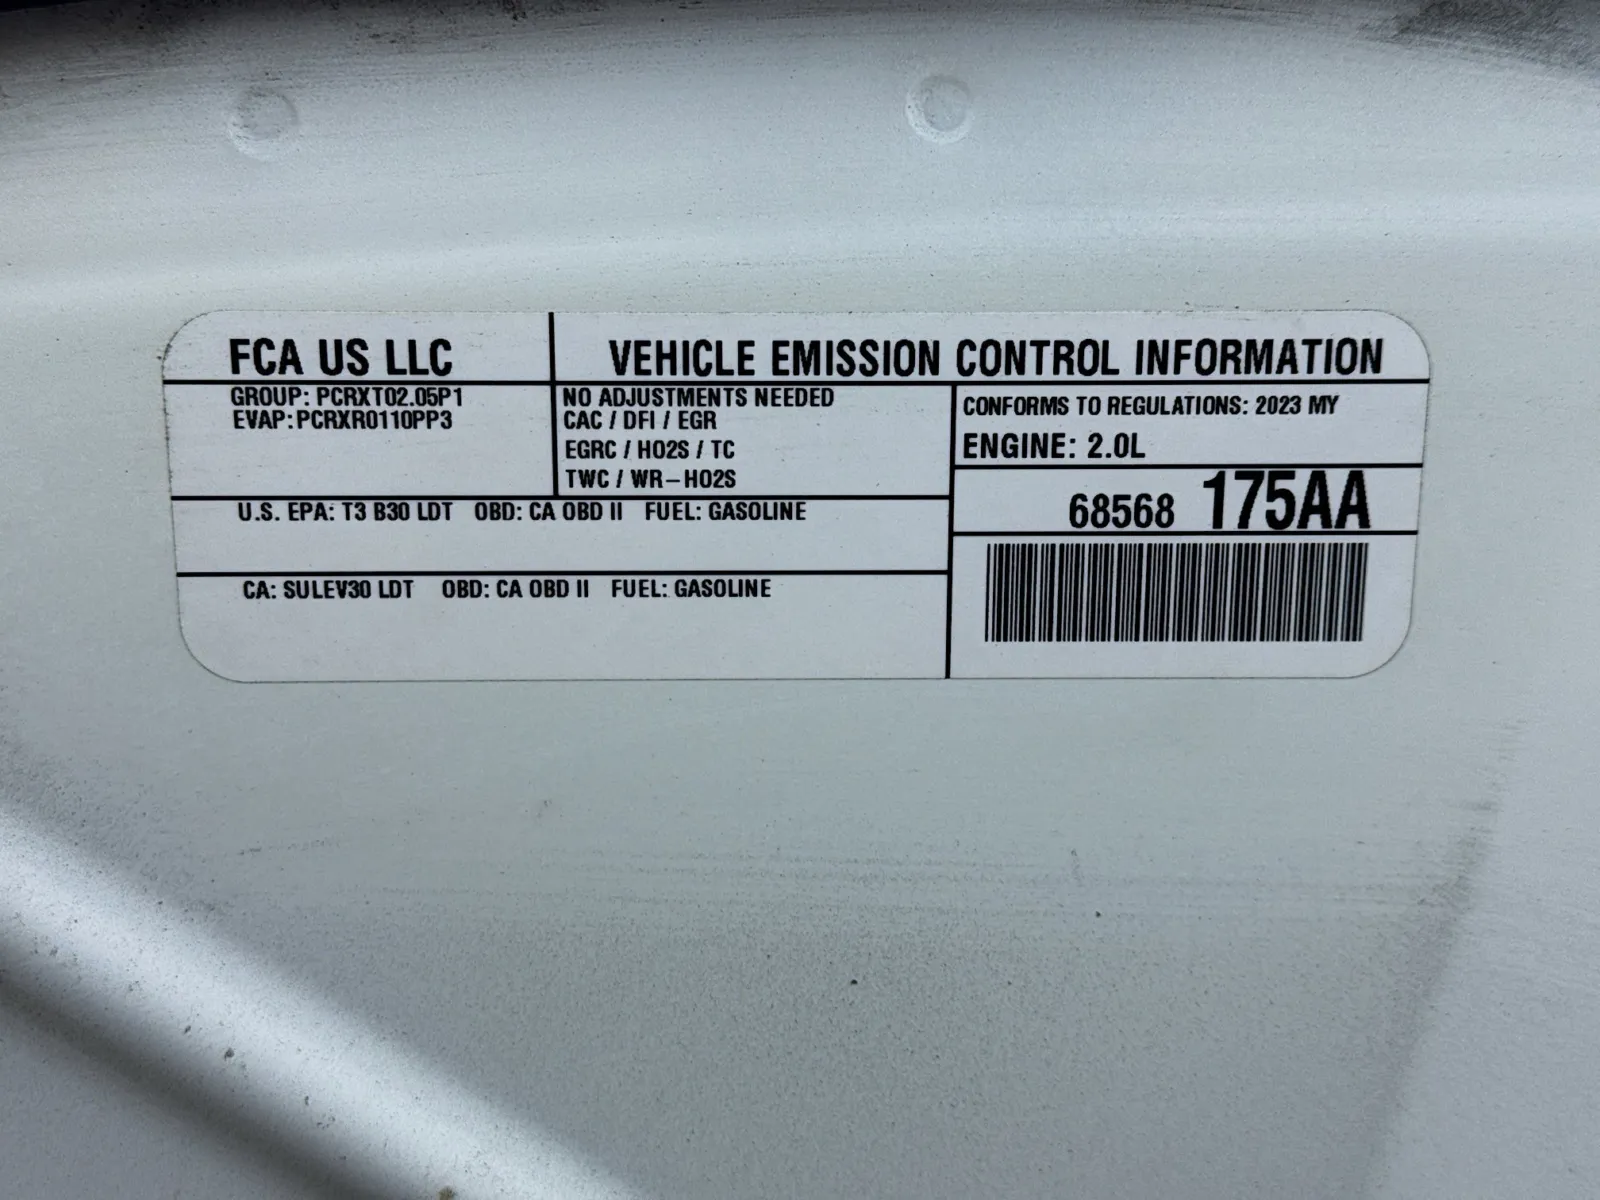 FCA US LLC
VEHICLE EMISSION CONTROL INFORMATION
GROUP: PCRXT02.05P1
EVAP:PCRXR0110PP3
NO ADJUSTMENTS NEEDED
CAC / DFI / EGR
EGRC / HO2S / TC
TWC / WR-HO2S
CONFORMS TO REGULATIONS: 2023 MY
ENGINE: 2.0L
68568 175AA
U.S. EPA: T3 B30 LDT OBD: CA OBD II FUEL: GASOLINE
CA: SULEV30 LDT OBD: CA OBD II FUEL: GASOLINE